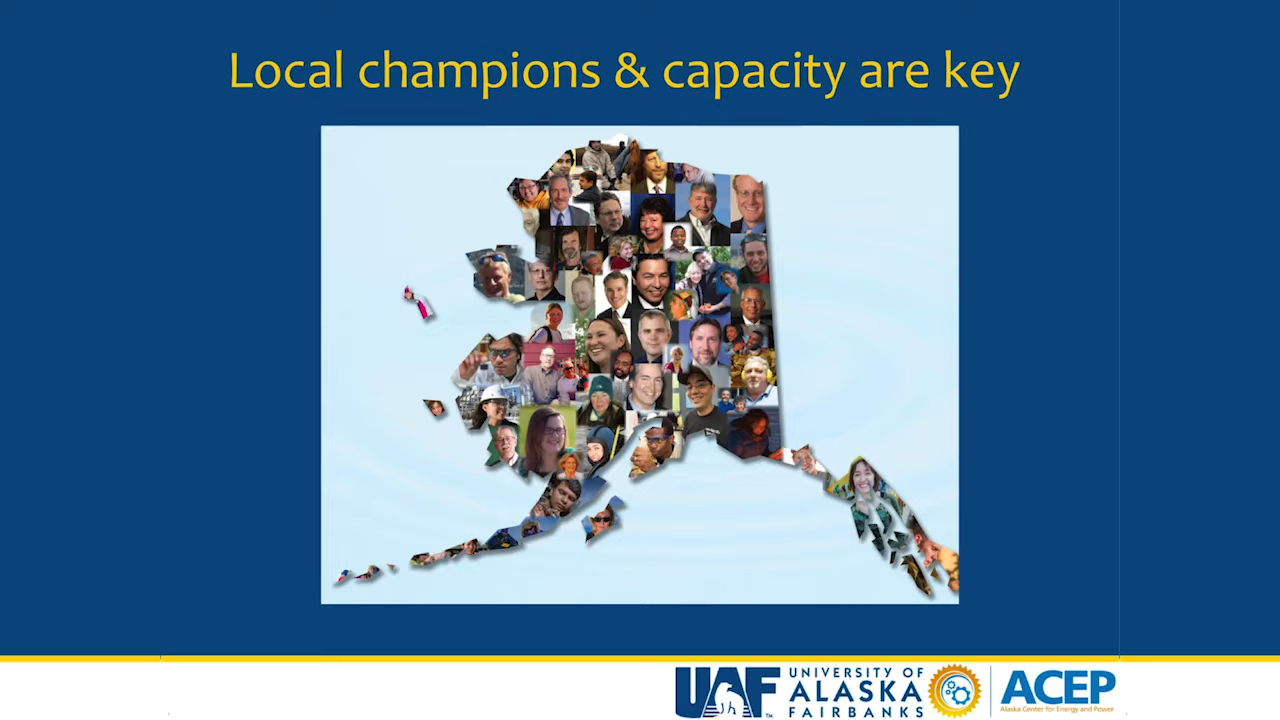 Local champions & capacity are key
UAF
UNIVERSITY OF
ALASKA
FAIRBANKS
ACEP
Alaska Center for Energy and Power